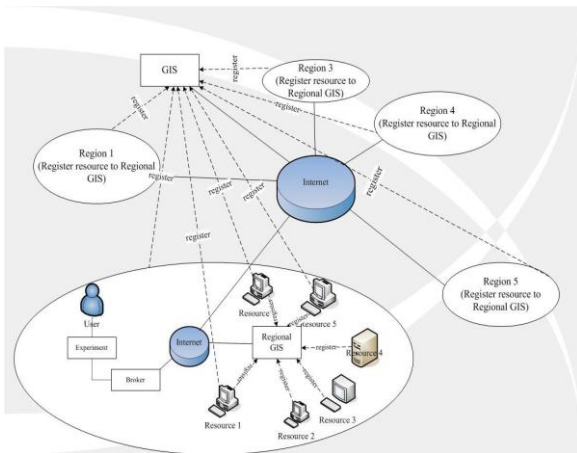 GIS
register
Region 3
(Register resource to
Regional GIS)
register
Region 4
(Register resource to Regional
GIS)
register
Region 1
(Register resource to Regional
GIS)
register
register
register
Internet
register
register
Region 5
(Register resource to
Regional GIS)
User
Experiment
Broker
Internet
Resource
register
Resource 5
Regional
GIS
register
Resource 4
register
register
Resource 1
Resource 2
Resource 3